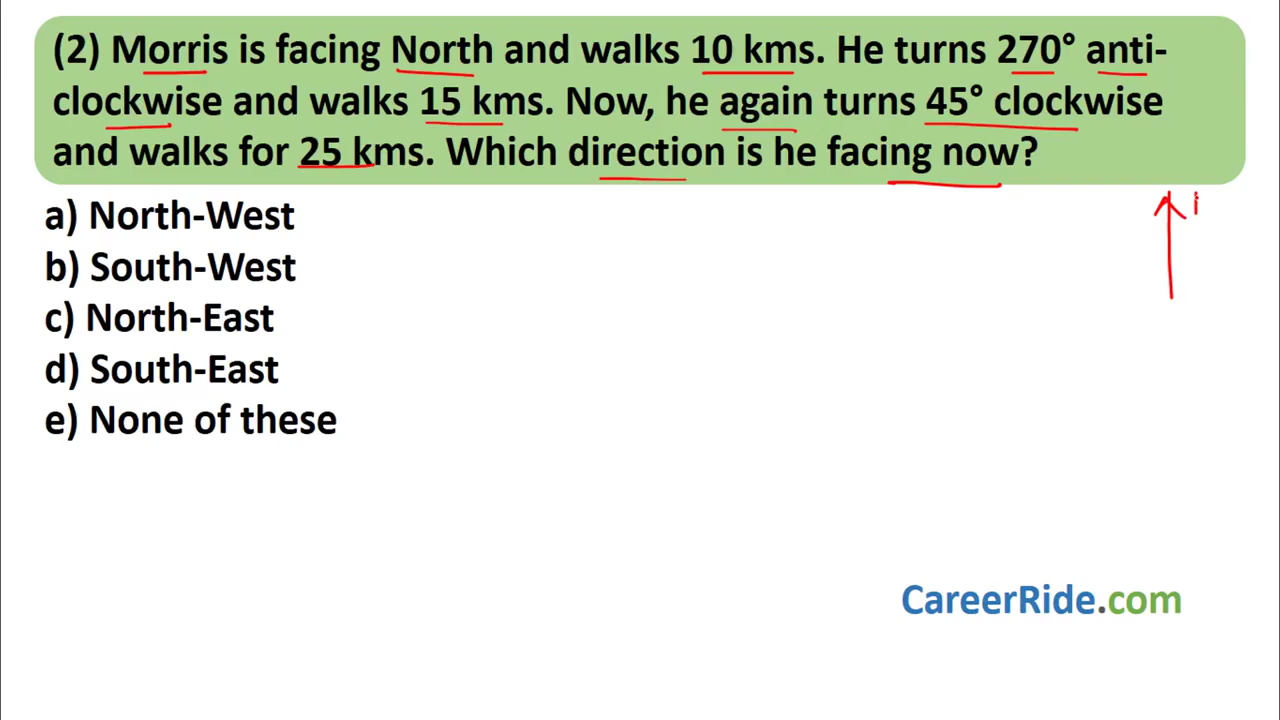 (2) Morris is facing North and walks 10 kms. He turns 270° anti-
clockwise and walks 15 kms. Now, he again turns 45° clockwise
and walks for 25 kms. Which direction is he facing now?
a) North-West
b) South-West
c) North-East
d) South-East
e) None of these
CareerRide.com